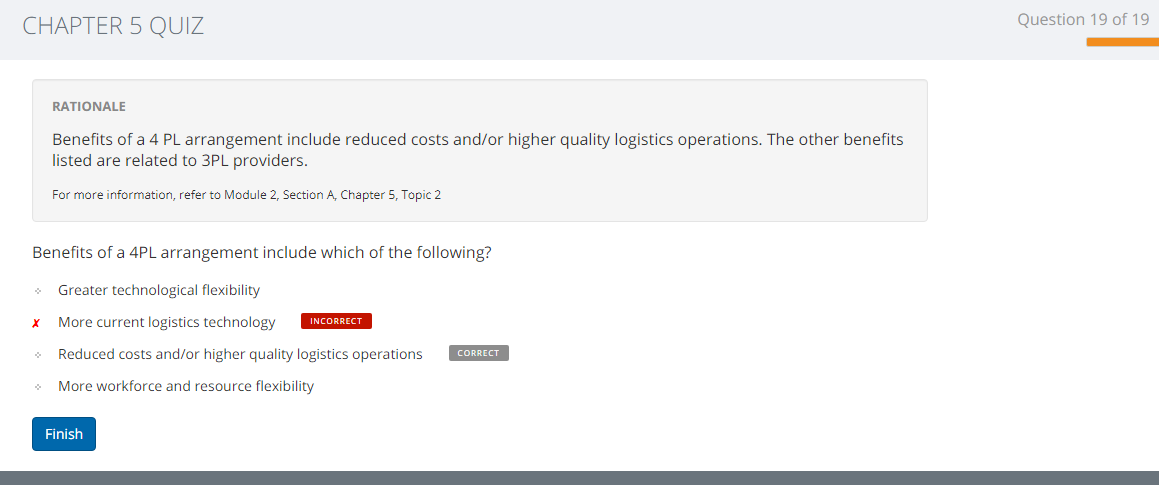 CHAPTER 5 QUIZ
Question 19 of 19
RATIONALE
Benefits of a 4 PL arrangement include reduced costs and/or higher quality logistics operations. The other benefits
listed are related to 3PL providers.
For more information, refer to Module 2, Section A, Chapter 5, Topic 2
Benefits of a 4PL arrangement include which of the following?
Greater technological flexibility
✗ More current logistics technology INCORRECT
Reduced costs and/or higher quality logistics operations CORRECT
More workforce and resource flexibility
Finish